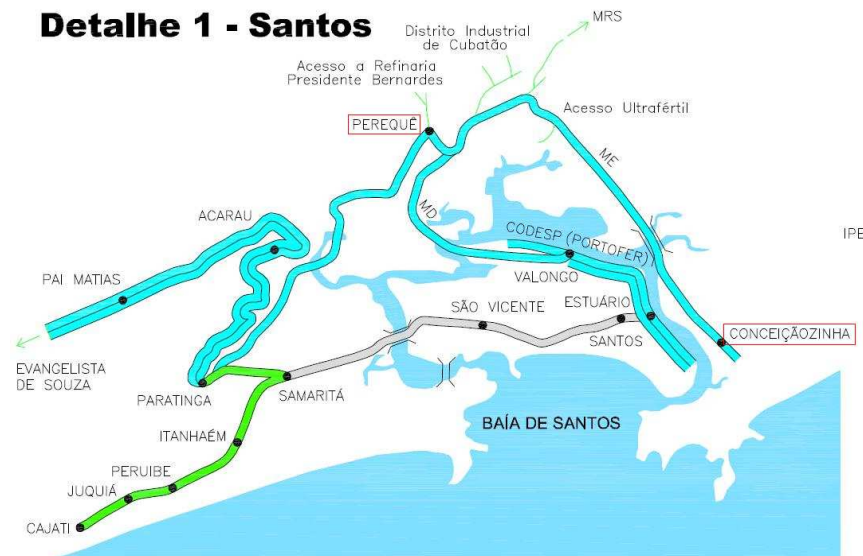 Detalhe 1 - Santos
Distrito Industrial
de Cubatão
MRS
Acesso a Refinaria
Presidente Bernardes
Acesso Ultrafértil
PEREQUÊ
ME
MD
ACARAU
CODESP (PORTOFER)
IPE
PAI MATIAS
VALONGO
SÃO VICENTE
ESTUÁRIO
SANTOS
CONCEIÇÃOZINHA
EVANGELISTA
DE SOUZA
PARATINGA
SAMARITÁ
BAÍA DE SANTOS
ITANHAÉM
PERUIBE
JUQUIÁ
CAJATI